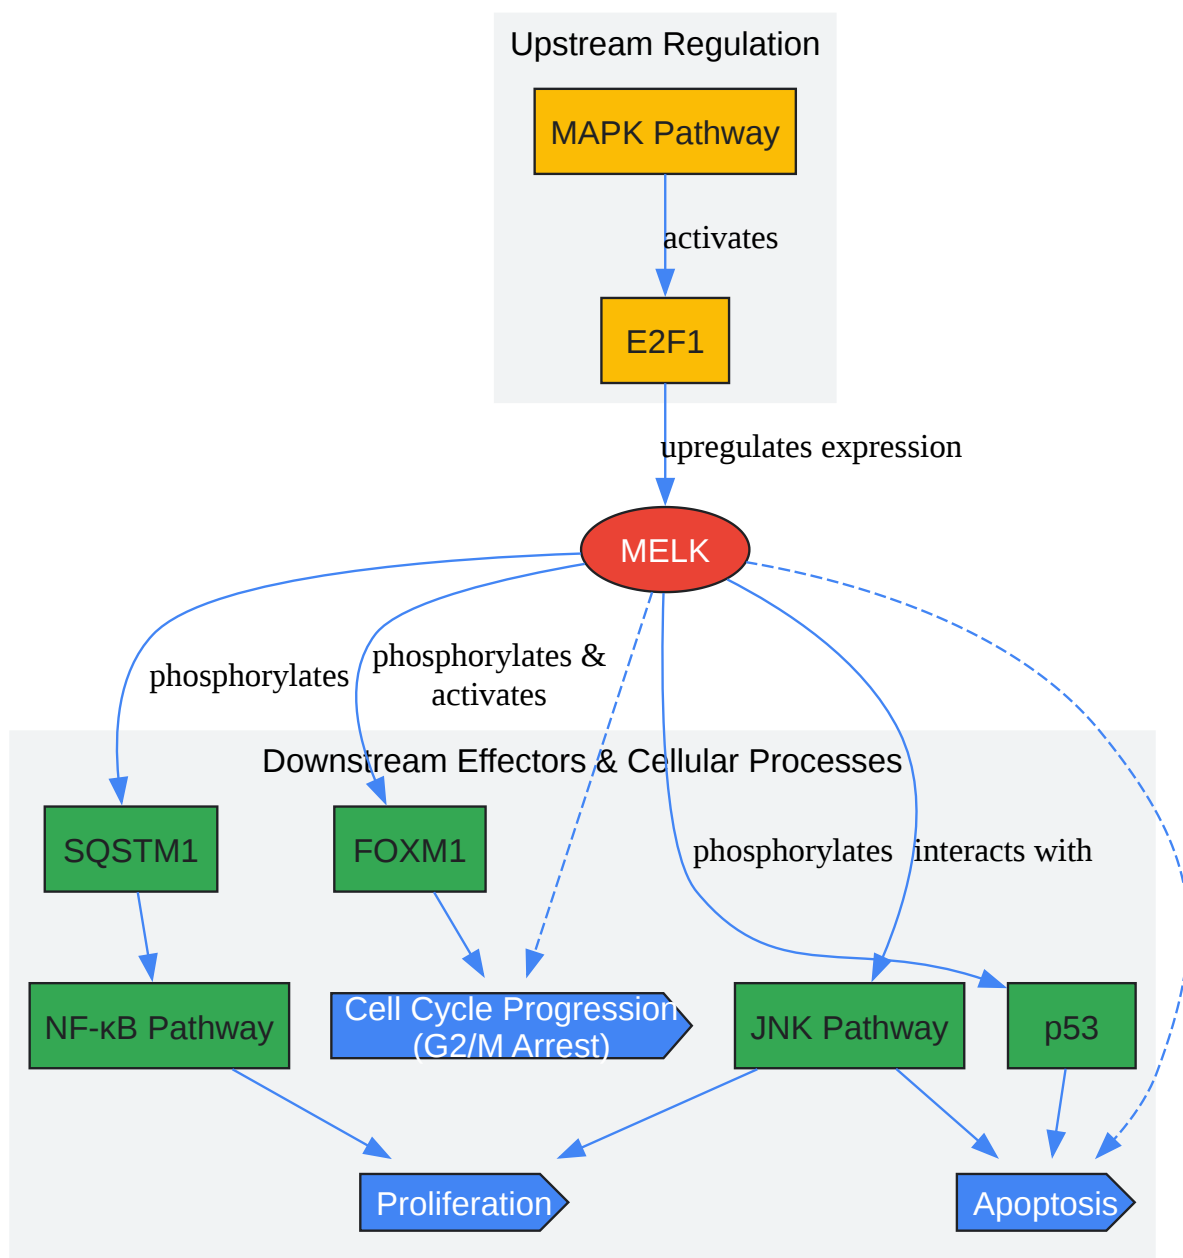 Upstream Regulation
MAPK Pathway
activates
E2F1
upregulates expression
MELK
phosphorylates
phosphorylates &
activates
Downstream Effectors & Cellular Processes
SQSTM1
FOXM1
phosphorylates
interacts with
NF-κB Pathway
Cell Cycle Progression
(G2/M Arrest)
JNK Pathway
p53
Proliferation
Apoptosis